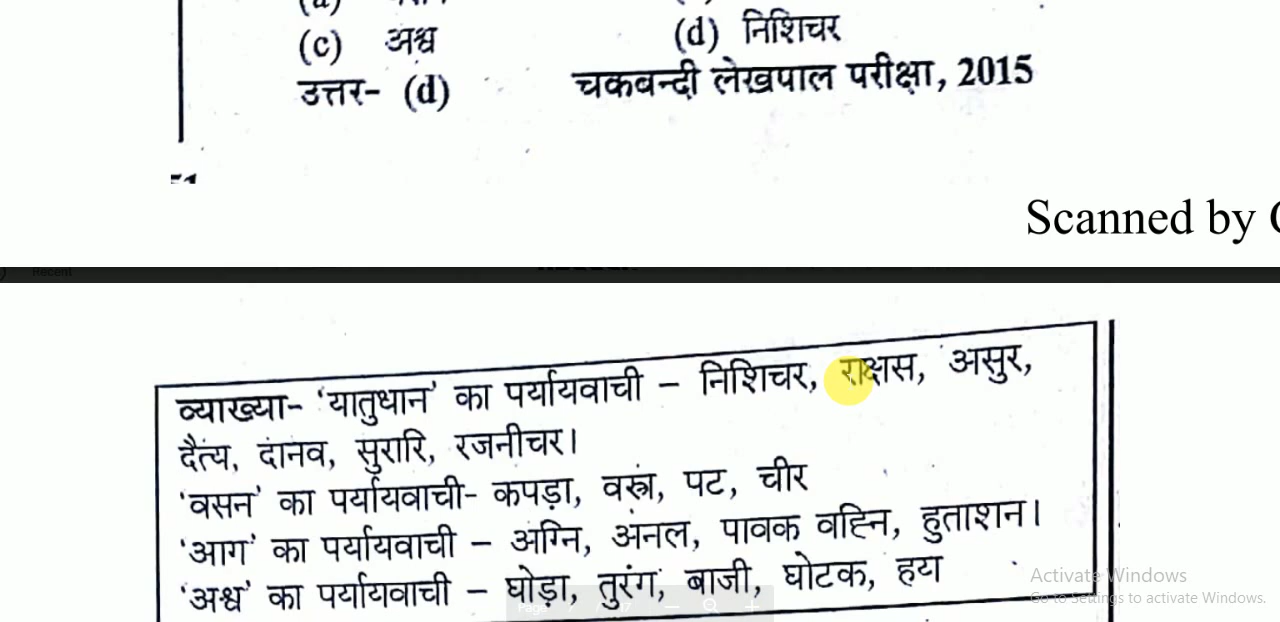 (a)
(c) अश्व (d) निशिचर
उत्तर- (d) चकबन्दी लेखपाल परीक्षा, 2015
Scanned by
Recent
व्याख्या- 'यातुधान' का पर्यायवाची – निशिचर, राक्षस, असुर,
दैत्य, दानव, सुरारि, रजनीचर।
'वसन' का पर्यायवाची- कपड़ा, वस्त्र, पट, चीर
'आग' का पर्यायवाची – अग्नि, अनल, पावक वह्नि, हुताशन।
'अश्व' का पर्यायवाची – घोड़ा, तुरंग, बाजी, घोटक, हय
Page
Activate Windows
Go to Settings to activate Windows.